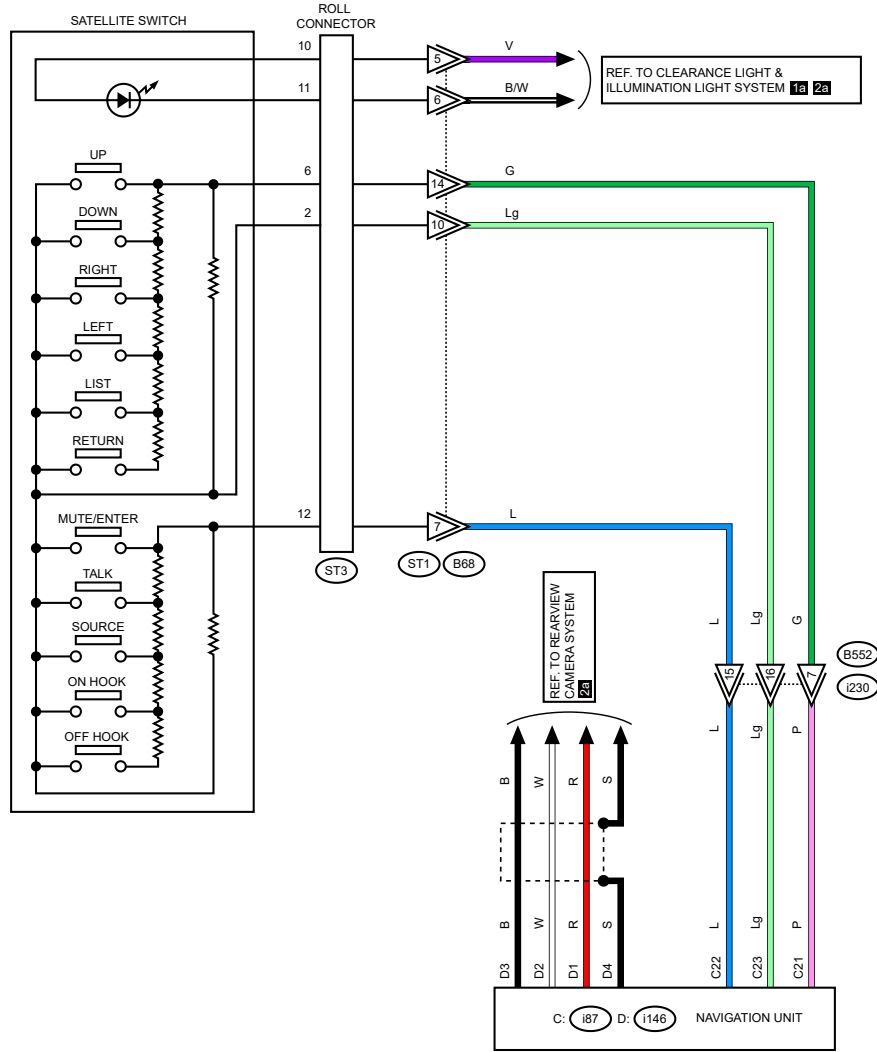 SATELLITE SWITCH
ROLL
CONNECTOR
10
5
V
11
6
B/W
REF. TO CLEARANCE LIGHT &
ILLUMINATION LIGHT SYSTEM 1a 2a
UP
6
14
G
DOWN
2
10
Lg
RIGHT
LEFT
LIST
RETURN
MUTE/ENTER
12
7
L
ST3
ST1
B68
TALK
SOURCE
ON HOOK
OFF HOOK
REF. TO REARVIEW
CAMERA SYSTEM
2a
L
Lg
G
15
16
7
B552
i230
L
Lg
P
B
W
R
S
B
W
R
S
L
Lg
P
D3
D2
D1
D4
C22
C23
C21
C: i87 D: i146 NAVIGATION UNIT